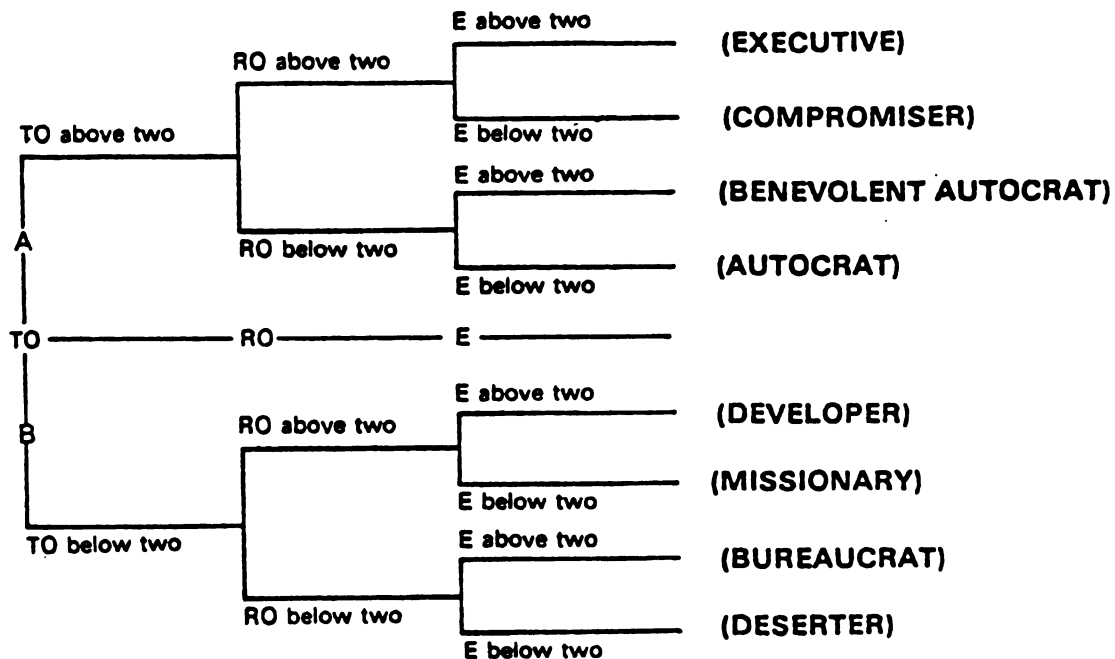 E above two
(EXECUTIVE)
RO above two
TO above two
E below two
(COMPROMISER)
E above two
(BENEVOLENT AUTOCRAT)
A
RO below two
(AUTOCRAT)
E below two
TO RO E
E above two
(DEVELOPER)
RO above two
B
(MISSIONARY)
E below two
TO below two
E above two
(BUREAUCRAT)
RO below two
(DESERTER)
E below two